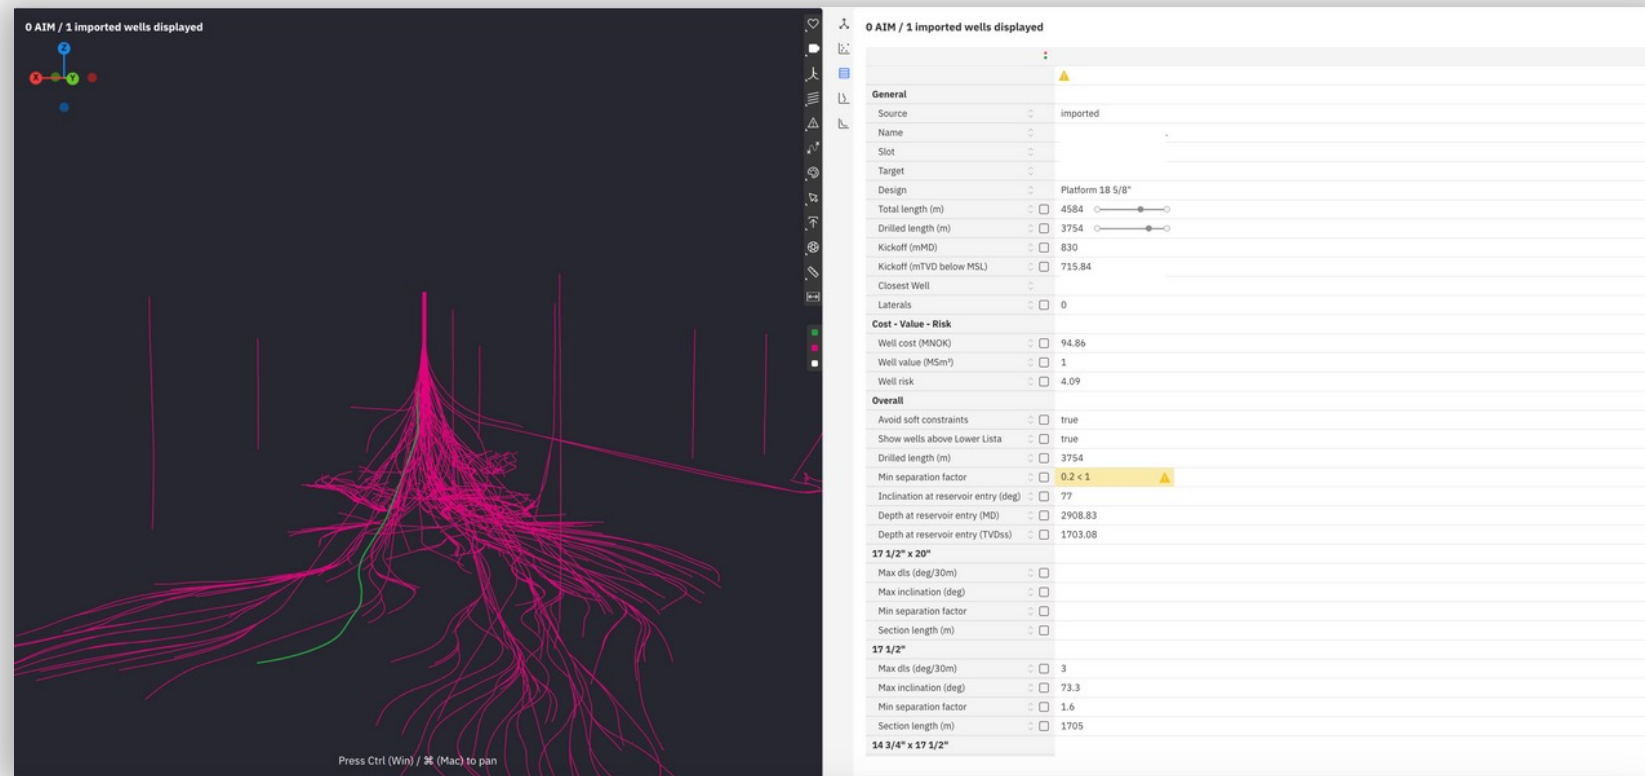 0 AIM / 1 imported wells displayed
Z
X
Y
Press Ctrl (Win) / ⌘ (Mac) to pan
0 AIM / 1 imported wells displayed
General
Source imported
Name
Slot
Target
Design Platform 18 5/8"
Total length (m) 4584
Drilled length (m) 3754
Kickoff (mMD) 830
Kickoff (mTVD below MSL) 715.84
Closest Well
Laterals 0
Cost - Value - Risk
Well cost (MNOK) 94.86
Well value (MSm³) 1
Well risk 4.09
Overall
Avoid soft constraints true
Show wells above Lower Lista true
Drilled length (m) 3754
Min separation factor 0.2 < 1
Inclination at reservoir entry (deg) 77
Depth at reservoir entry (MD) 2908.83
Depth at reservoir entry (TVDss) 1703.08
17 1/2" x 20"
Max dls (deg/30m)
Max inclination (deg)
Min separation factor
Section length (m)
17 1/2"
Max dls (deg/30m) 3
Max inclination (deg) 73.3
Min separation factor 1.6
Section length (m) 1705
14 3/4" x 17 1/2"